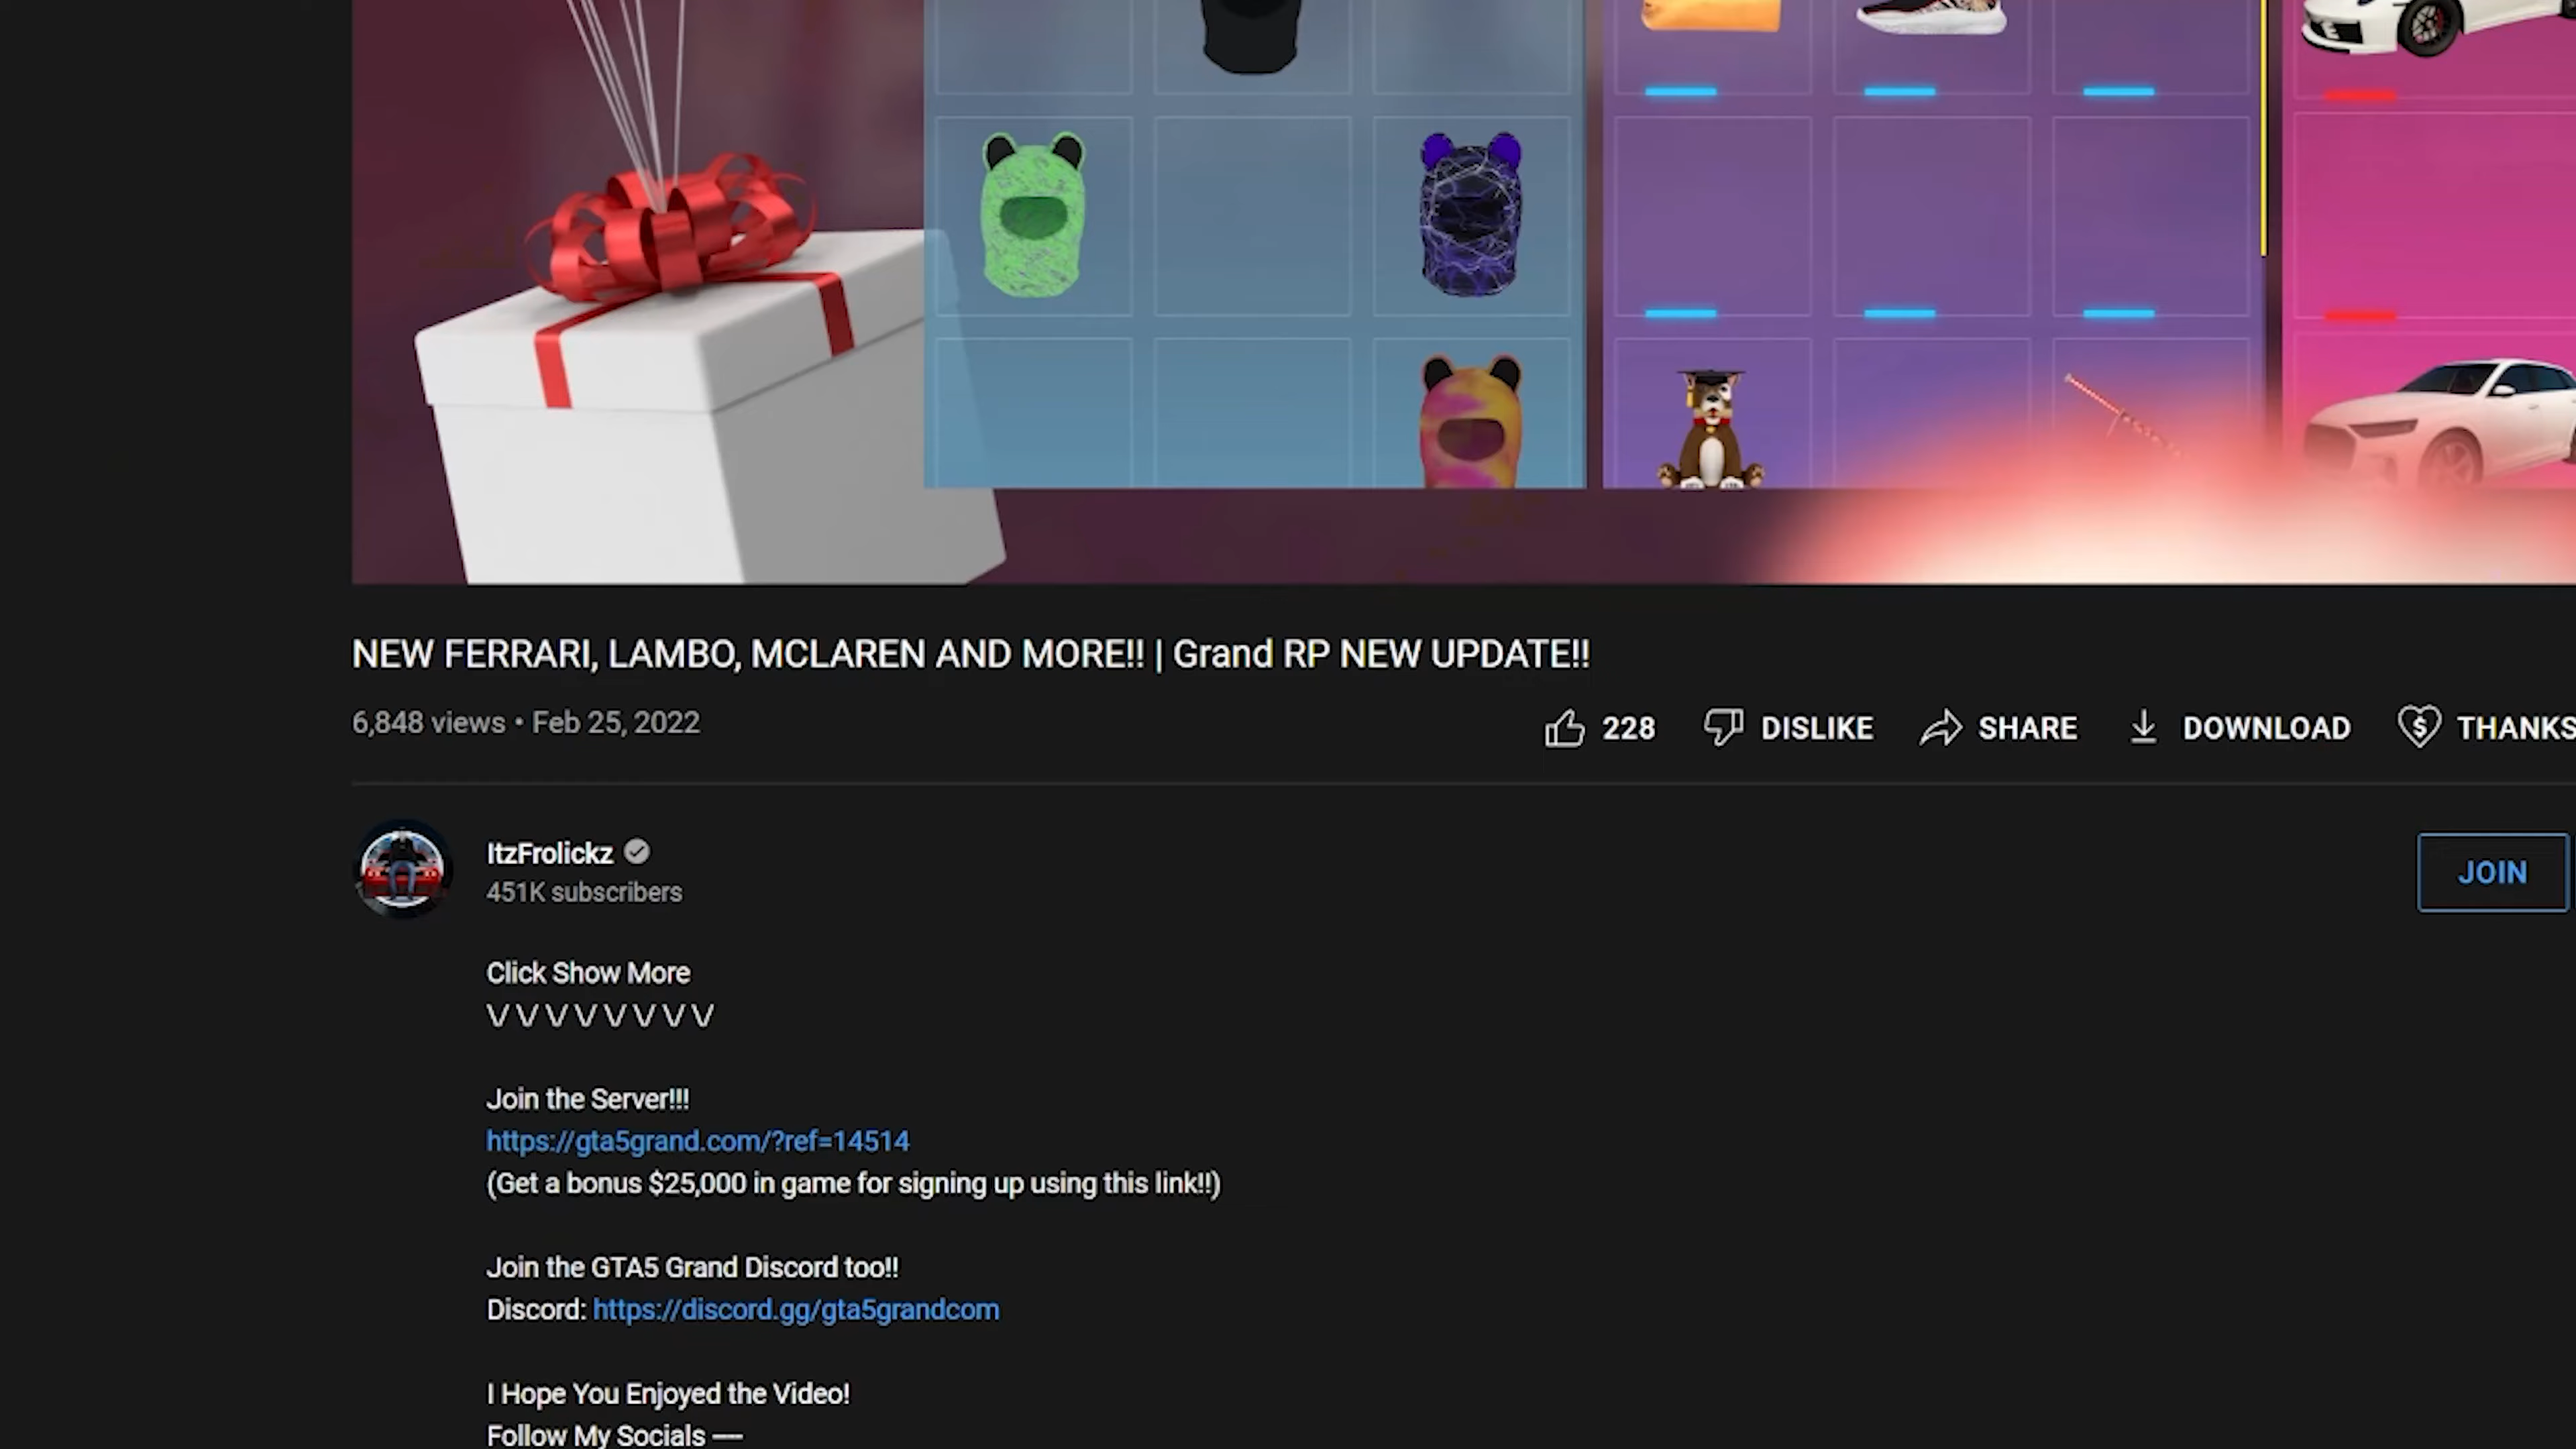 NEW FERRARI, LAMBO, MCLAREN AND MORE!! | Grand RP NEW UPDATE!!
6,848 views • Feb 25, 2022
228 DISLIKE SHARE DOWNLOAD THANKS
ItzFrolickz
451K subscribers
JOIN
Click Show More
\/ \/ \/ \/ \/ \/ \/ \/
Join the Server!!!
https://gta5grand.com/?ref=14514
(Get a bonus $25,000 in game for signing up using this link!!)
Join the GTA5 Grand Discord too!!
Discord: https://discord.gg/gta5grandcom
I Hope You Enjoyed the Video!
Follow My Socials —-